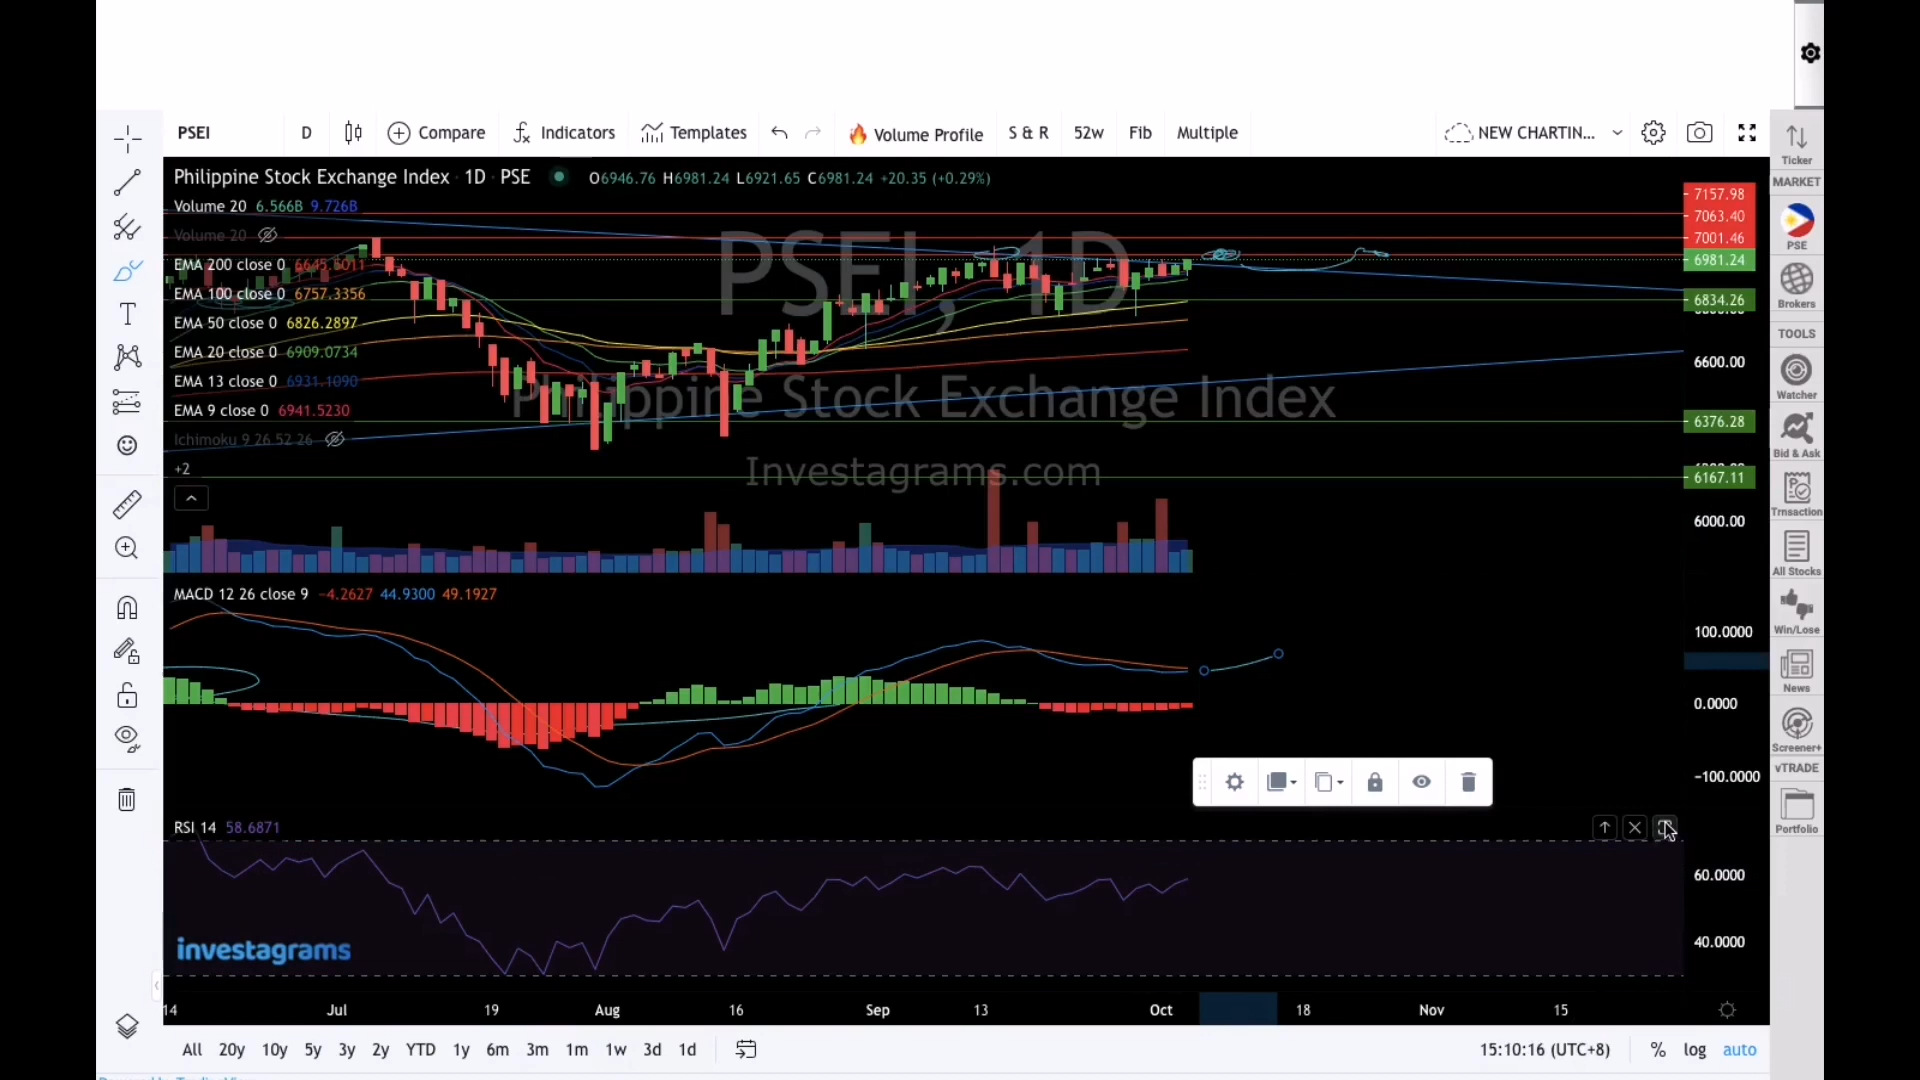 PSEI D Compare Indicators Templates Volume Profile S & R 52w Fib Multiple NEW CHARTIN...
Philippine Stock Exchange Index · 1D · PSE O6946.76 H6981.24 L6921.65 C6981.24 +20.35 (+0.29%)
Volume 20 6.566B 9.726B
Volume 20
EMA 200 close 0 6645.5011
EMA 100 close 0 6757.3356
EMA 50 close 0 6826.2897
EMA 20 close 0 6909.0734
EMA 13 close 0 6931.1090
EMA 9 close 0 6941.5230
Ichimoku 9 26 52 26
+2
PSEI, 1D
Philippine Stock Exchange Index
Investagrams.com
7157.98
7063.40
7001.46
6981.24
6834.26
6600.00
6376.28
6167.11
6000.00
MACD 12 26 close 9 −4.2627 44.9300 49.1927
100.0000
0.0000
−100.0000
RSI 14 58.6871
60.0000
40.0000
investagrams
14 Jul 19 Aug 16 Sep 13 Oct 18 Nov 15
All 20y 10y 5y 3y 2y YTD 1y 6m 3m 1m 1w 3d 1d 15:10:16 (UTC+8) % log auto
Ticker
MARKET
PSE
Brokers
TOOLS
Watcher
Bid & Ask
Trnsaction
All Stocks
Win/Lose
News
Screener+
vTRADE
Portfolio